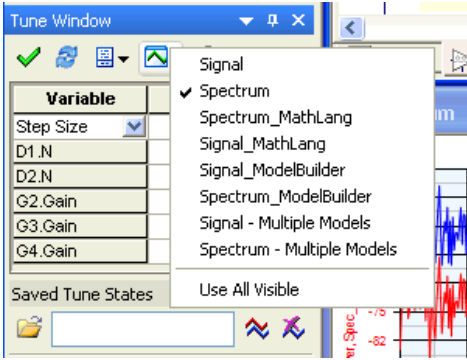 Tune Window
Signal
Spectrum
Spectrum_MathLang
Signal_MathLang
Signal_ModelBuilder
Spectrum_ModelBuilder
Signal - Multiple Models
Spectrum - Multiple Models
Use All Visible
Variable
Step Size
D1.N
D2.N
G2.Gain
G3.Gain
G4.Gain
Saved Tune States
-82